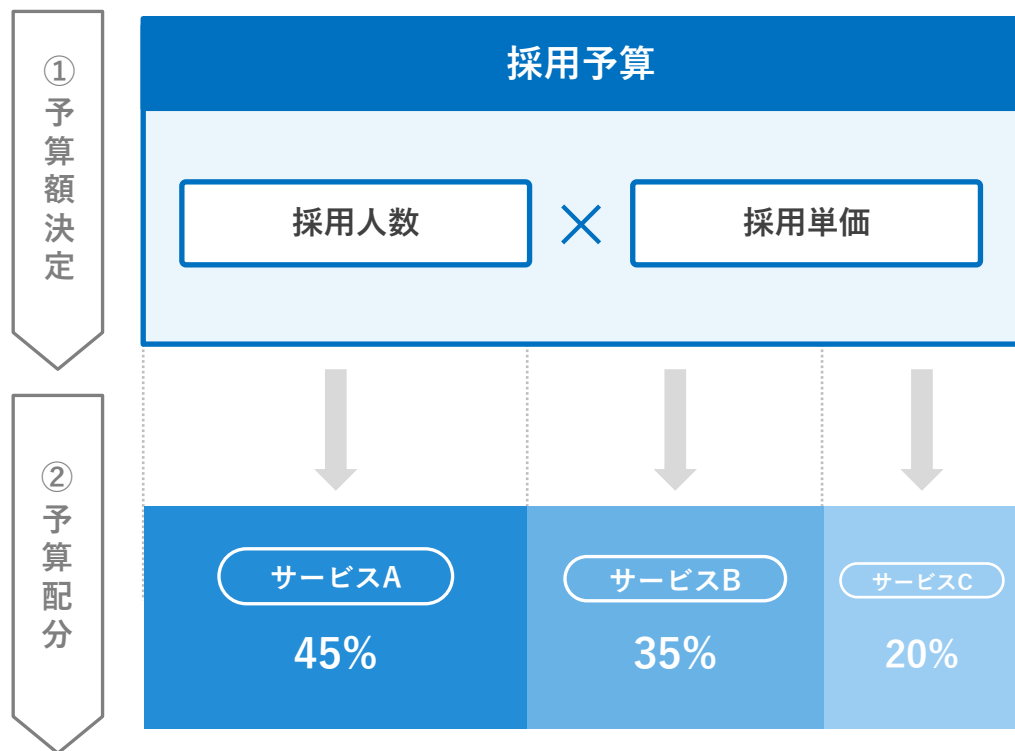 ①予算額決定
採用予算
採用人数 × 採用単価
②予算配分
サービスA
45%
サービスB
35%
サービスC
20%